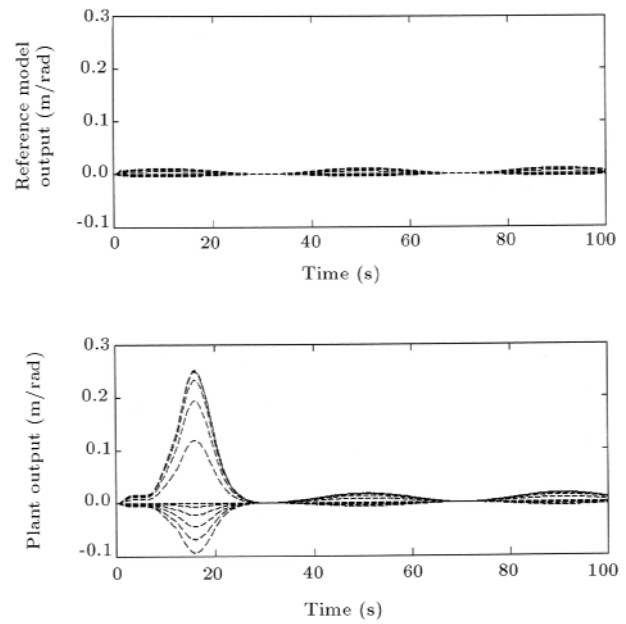 0.3
0.2
0.1
0.0
-0.1
Reference model
output (m/rad)
0 20 40 60 80 100
Time (s)
0.3
0.2
0.1
0.0
-0.1
Plant output (m/rad)
0 20 40 60 80 100
Time (s)